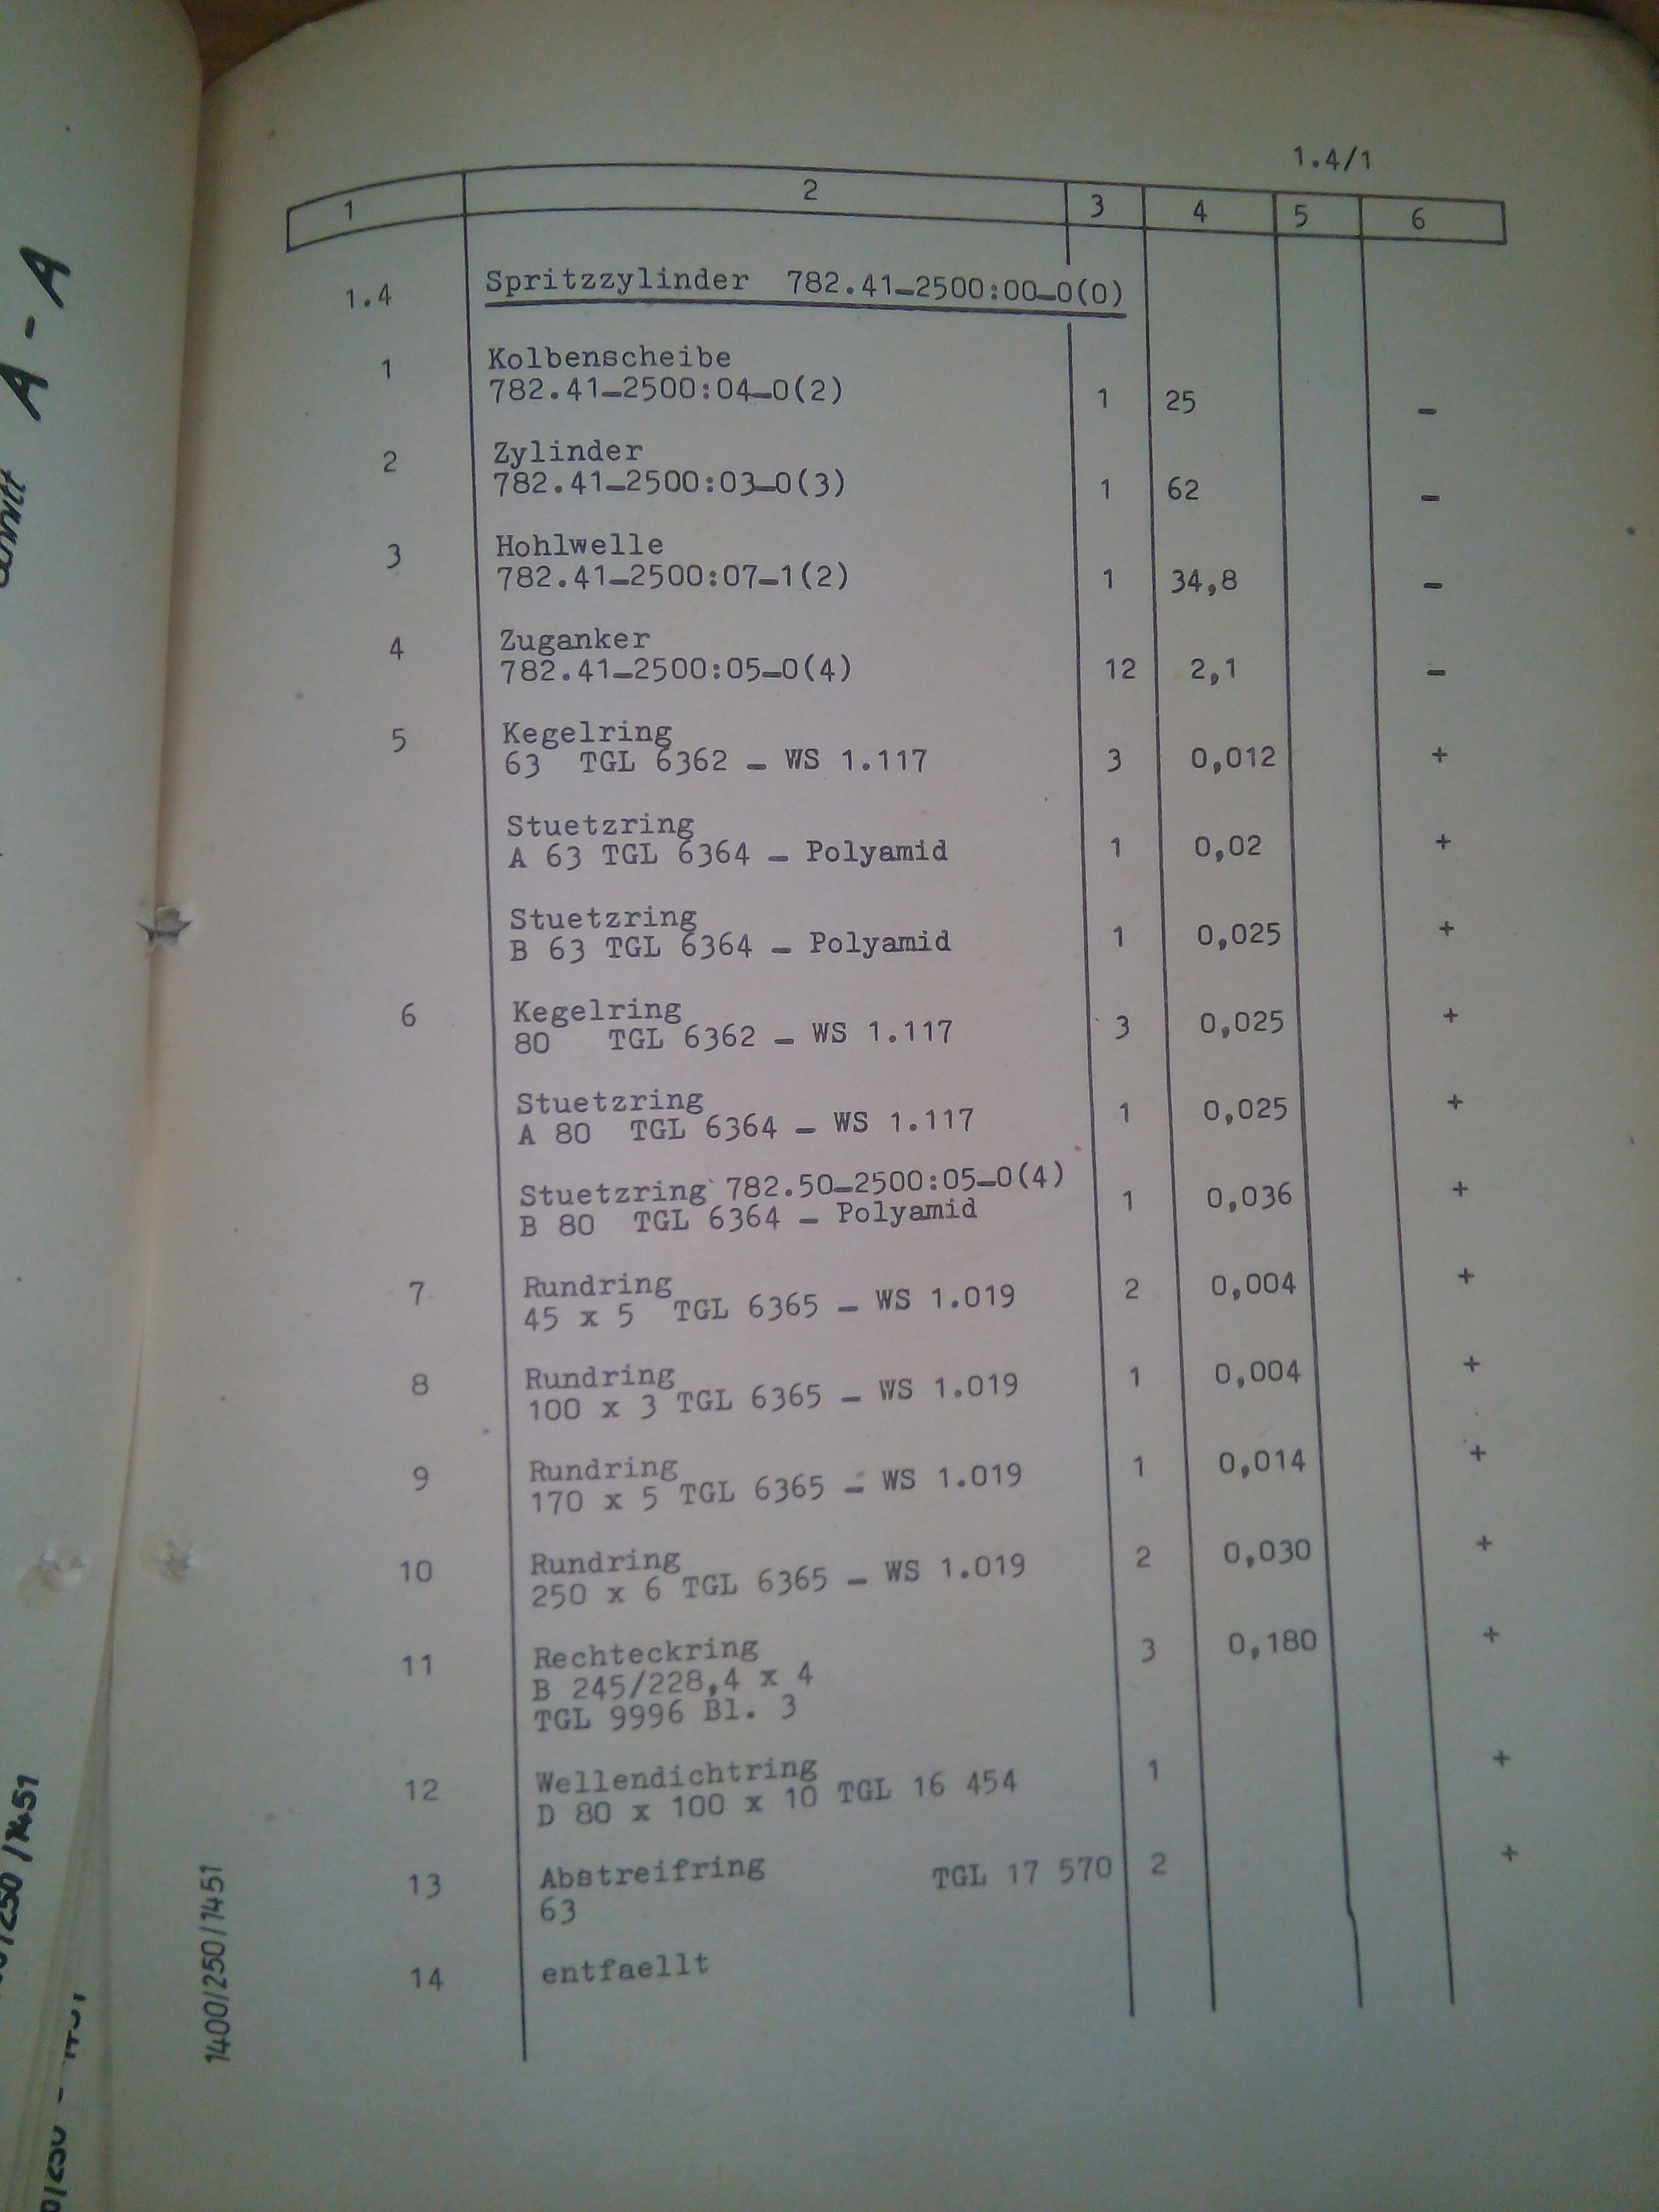 1.4/1
1 2 3 4 5 6
1.4 Spritzzylinder 782.41-2500:00-0(0)
1 Kolbenscheibe
782.41-2500:04-0(2) 1 25 -
2 Zylinder
782.41-2500:03-0(3) 1 62 -
3 Hohlwelle
782.41-2500:07-1(2) 1 34,8 -
4 Zuganker
782.41-2500:05-0(4) 12 2,1 -
5 Kegelring
63 TGL 6362 - WS 1.117 3 0,012 +
Stuetzring
A 63 TGL 6364 - Polyamid 1 0,02 +
Stuetzring
B 63 TGL 6364 - Polyamid 1 0,025 +
6 Kegelring
80 TGL 6362 - WS 1.117 3 0,025 +
Stuetzring
A 80 TGL 6364 - WS 1.117 1 0,025 +
Stuetzring 782.50-2500:05-0(4)
B 80 TGL 6364 - Polyamid 1 0,036 +
7 Rundring
45 x 5 TGL 6365 - WS 1.019 2 0,004 +
8 Rundring
100 x 3 TGL 6365 - WS 1.019 1 0,004 +
9 Rundring
170 x 5 TGL 6365 - WS 1.019 1 0,014 +
10 Rundring
250 x 6 TGL 6365 - WS 1.019 2 0,030 +
11 Rechteckring 3 0,180 +
B 245/228,4 x 4
TGL 9996 Bl. 3
12 Wellendichtring 1 +
D 80 x 100 x 10 TGL 16 454
13 Abstreifring TGL 17 570 2 +
63
14 entfaellt
1400/250/1451
A - A
/250/1451